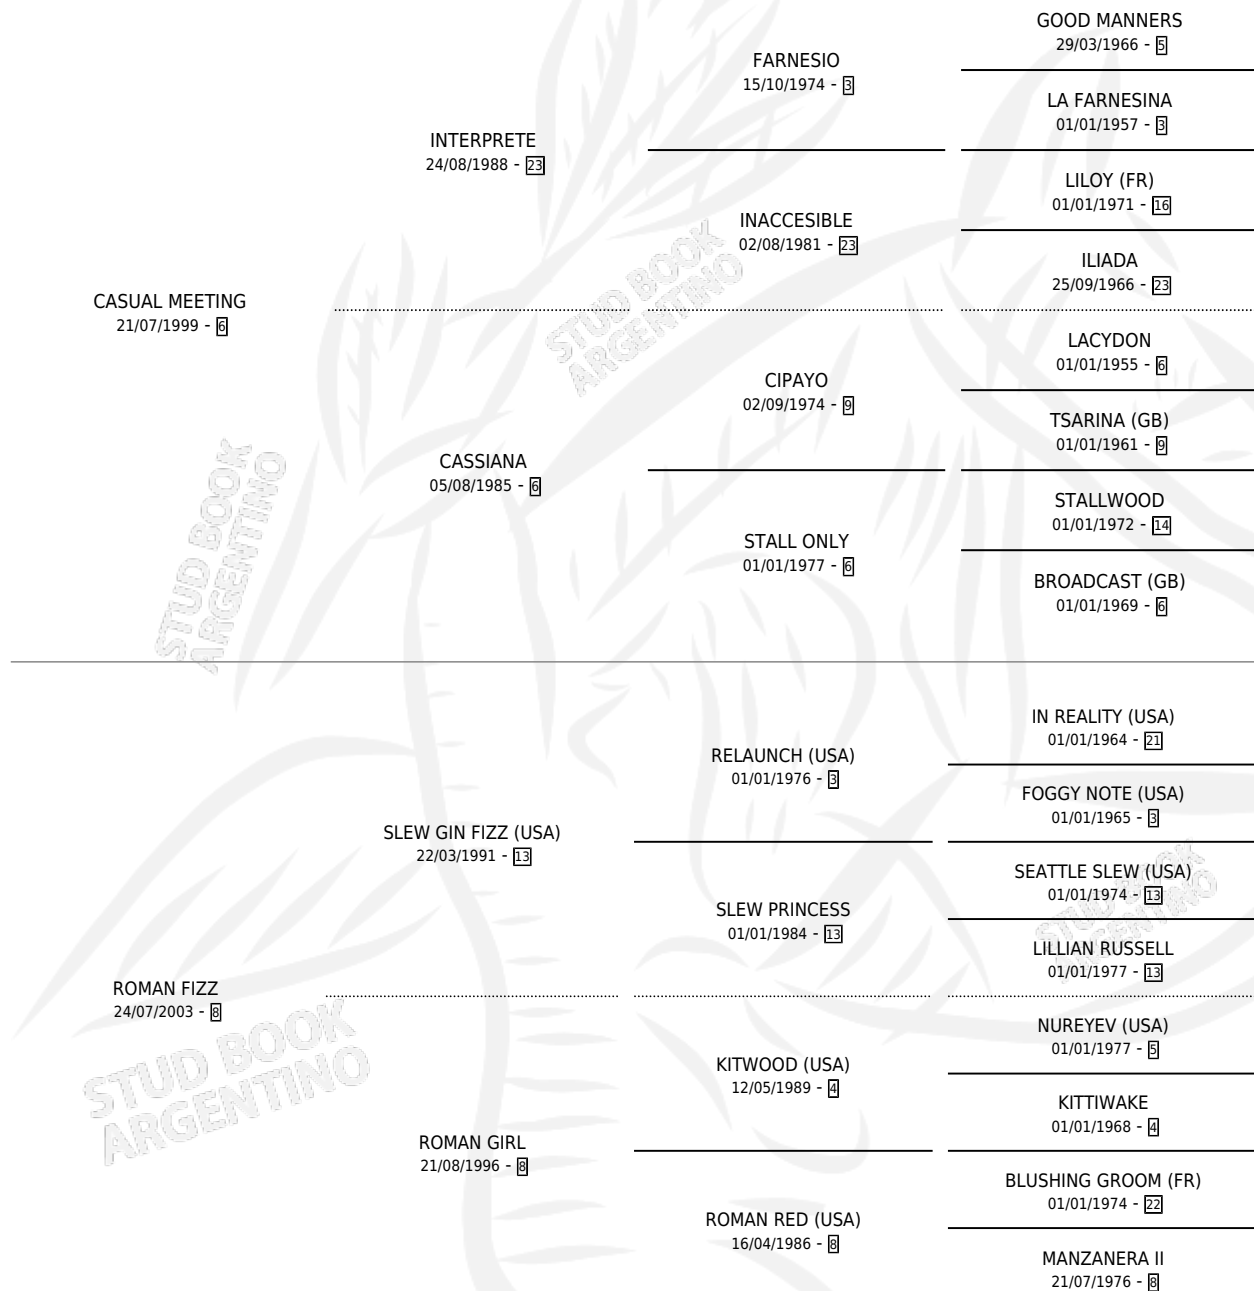 GOOD MANNERS
29/03/1966 - 5
FARNESIO
15/10/1974 - 3
LA FARNESINA
01/01/1957 - 3
INTERPRETE
24/08/1988 - 23
LILOY (FR)
01/01/1971 - 16
INACCESIBLE
02/08/1981 - 23
ILIADA
25/09/1966 - 23
CASUAL MEETING
21/07/1999 - 6
STUD BOOK
ARGENTINO
LACYDON
01/01/1955 - 6
CIPAYO
02/09/1974 - 9
TSARINA (GB)
01/01/1961 - 9
CASSIANA
05/08/1985 - 6
STALLWOOD
01/01/1972 - 14
STALL ONLY
01/01/1977 - 6
BROADCAST (GB)
01/01/1969 - 6
STUD BOOK
ARGENTINO
IN REALITY (USA)
01/01/1964 - 21
RELAUNCH (USA)
01/01/1976 - 3
FOGGY NOTE (USA)
01/01/1965 - 3
SLEW GIN FIZZ (USA)
22/03/1991 - 13
SEATTLE SLEW (USA)
01/01/1974 - 13
SLEW PRINCESS
01/01/1984 - 13
LILLIAN RUSSELL
01/01/1977 - 13
STUD BOOK
ARGENTINO
ROMAN FIZZ
24/07/2003 - 8
NUREYEV (USA)
01/01/1977 - 5
KITWOOD (USA)
12/05/1989 - 4
KITTIWAKE
01/01/1968 - 4
STUD BOOK
ARGENTINO
ROMAN GIRL
21/08/1996 - 8
BLUSHING GROOM (FR)
01/01/1974 - 22
ROMAN RED (USA)
16/04/1986 - 8
MANZANERA II
21/07/1976 - 8